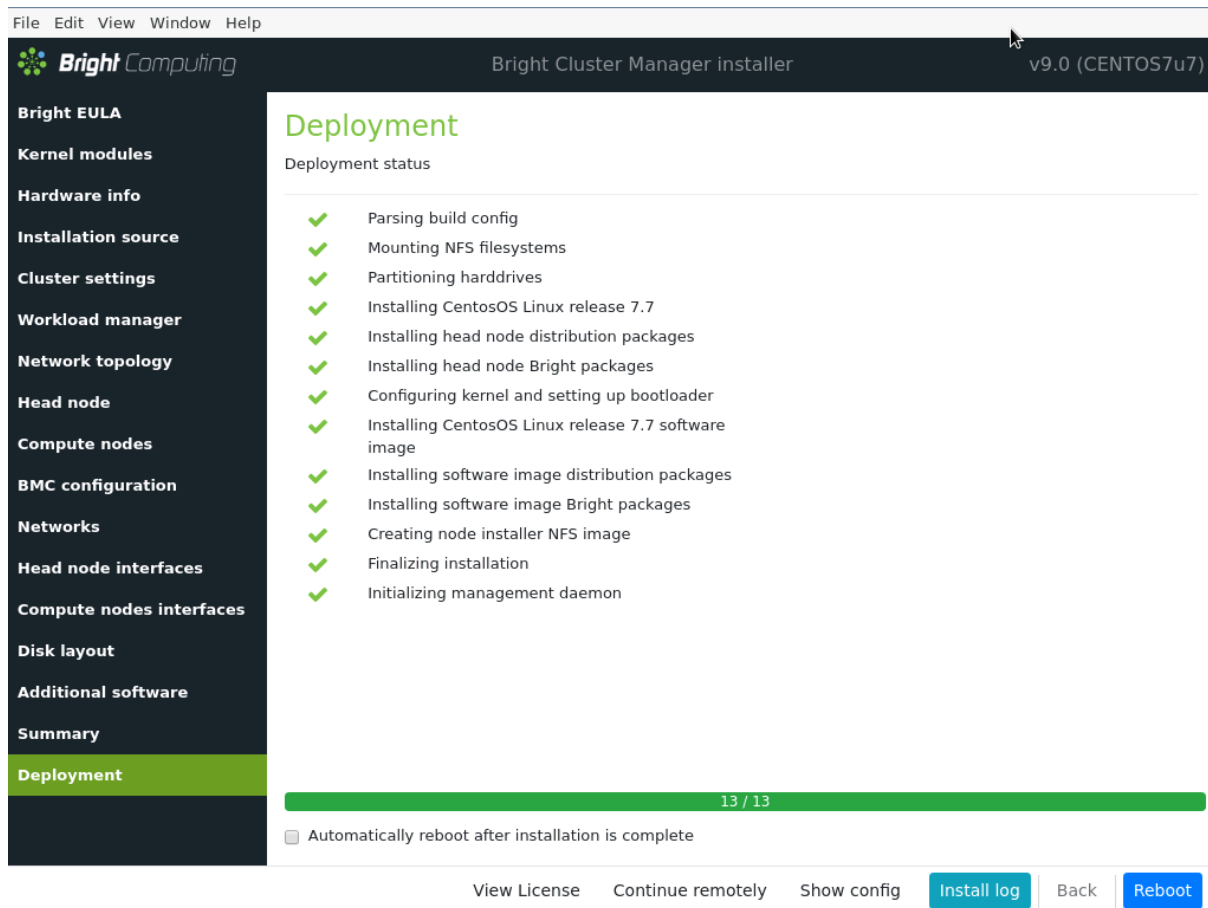 File Edit View Window Help
Bright Computing
Bright Cluster Manager installer
v9.0 (CENTOS7u7)
Bright EULA
Kernel modules
Hardware info
Installation source
Cluster settings
Workload manager
Network topology
Head node
Compute nodes
BMC configuration
Networks
Head node interfaces
Compute nodes interfaces
Disk layout
Additional software
Summary
Deployment
Deployment
Deployment status
Parsing build config
Mounting NFS filesystems
Partitioning harddrives
Installing CentosOS Linux release 7.7
Installing head node distribution packages
Installing head node Bright packages
Configuring kernel and setting up bootloader
Installing CentosOS Linux release 7.7 software
image
Installing software image distribution packages
Installing software image Bright packages
Creating node installer NFS image
Finalizing installation
Initializing management daemon
13 / 13
Automatically reboot after installation is complete
View License Continue remotely Show config Install log Back Reboot